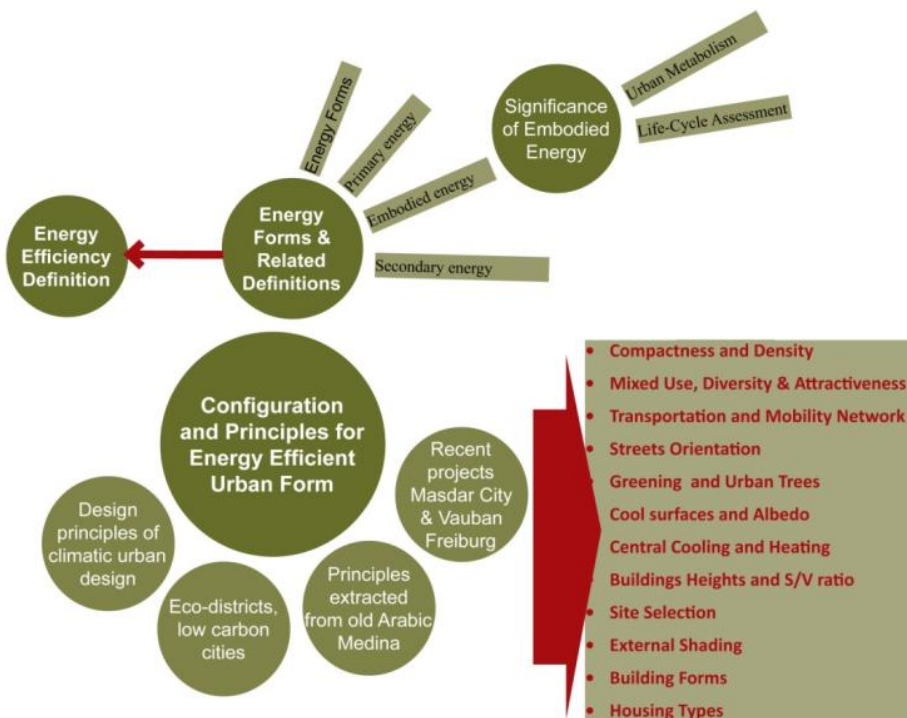 Urban Metabolism
Life-Cycle Assessment
Significance
of Embodied
Energy
Energy Forms
Primary energy
Embodied energy
Secondary energy
Energy
Forms &
Related
Definitions
Energy
Efficiency
Definition
Configuration
and Principles for
Energy Efficient
Urban Form
Design
principles of
climatic urban
design
Eco-districts,
low carbon
cities
Principles
extracted
from old Arabic
Medina
Recent
projects
Masdar City
& Vauban
Freiburg
• Compactness and Density
• Mixed Use, Diversity & Attractiveness
• Transportation and Mobility Network
• Streets Orientation
• Greening and Urban Trees
Cool surfaces and Albedo
Central Cooling and Heating
• Buildings Heights and S/V ratio
• Site Selection
• External Shading
• Building Forms
• Housing Types